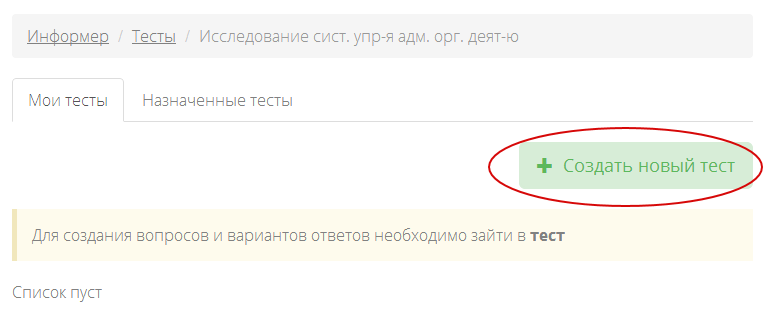 Информер / Тесты / Исследование сист. упр-я адм. орг. деят-ю
Мои тесты Назначенные тесты
Создать новый тест
Для создания вопросов и вариантов ответов необходимо зайти в тест
Список пуст